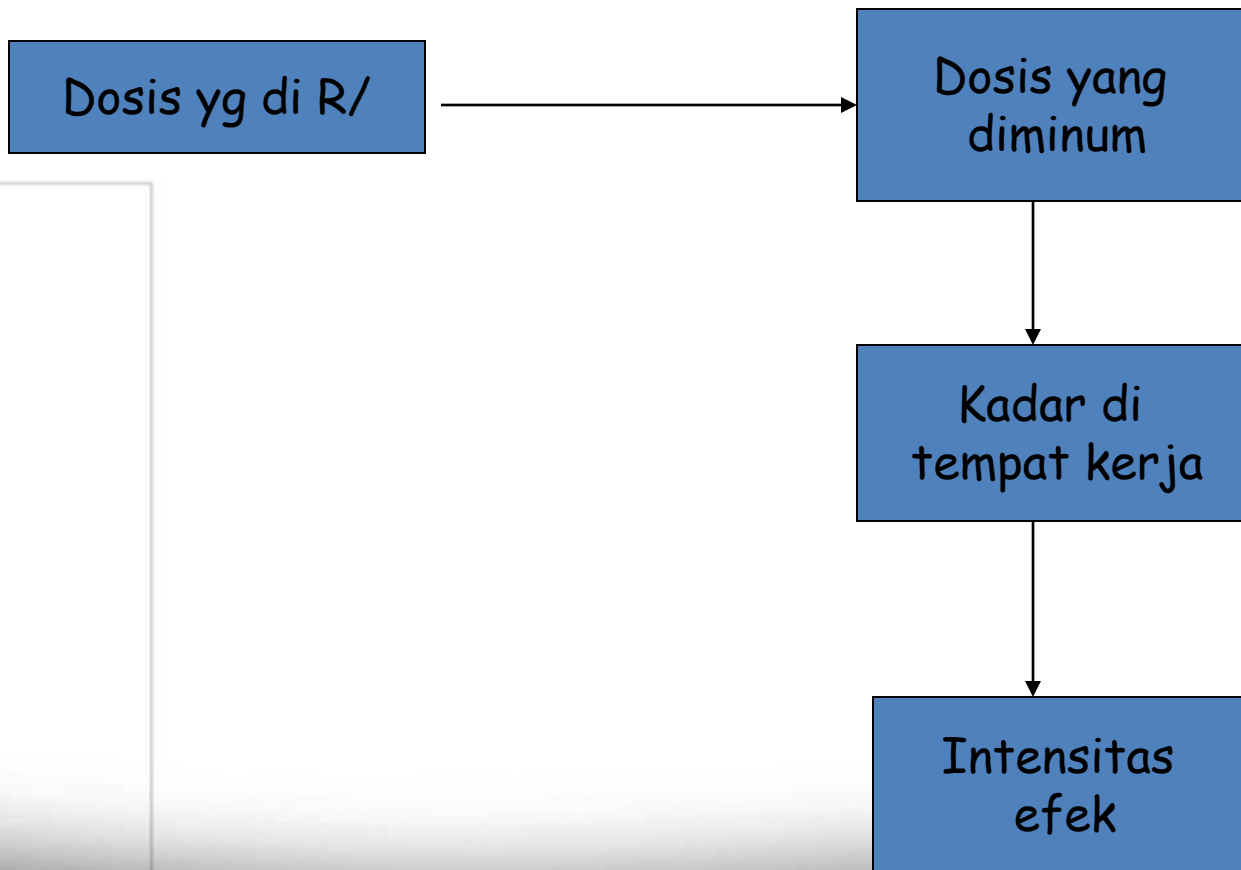 Dosis yg di R/
Dosis yang
diminum
Kadar di
tempat kerja
Intensitas
efek